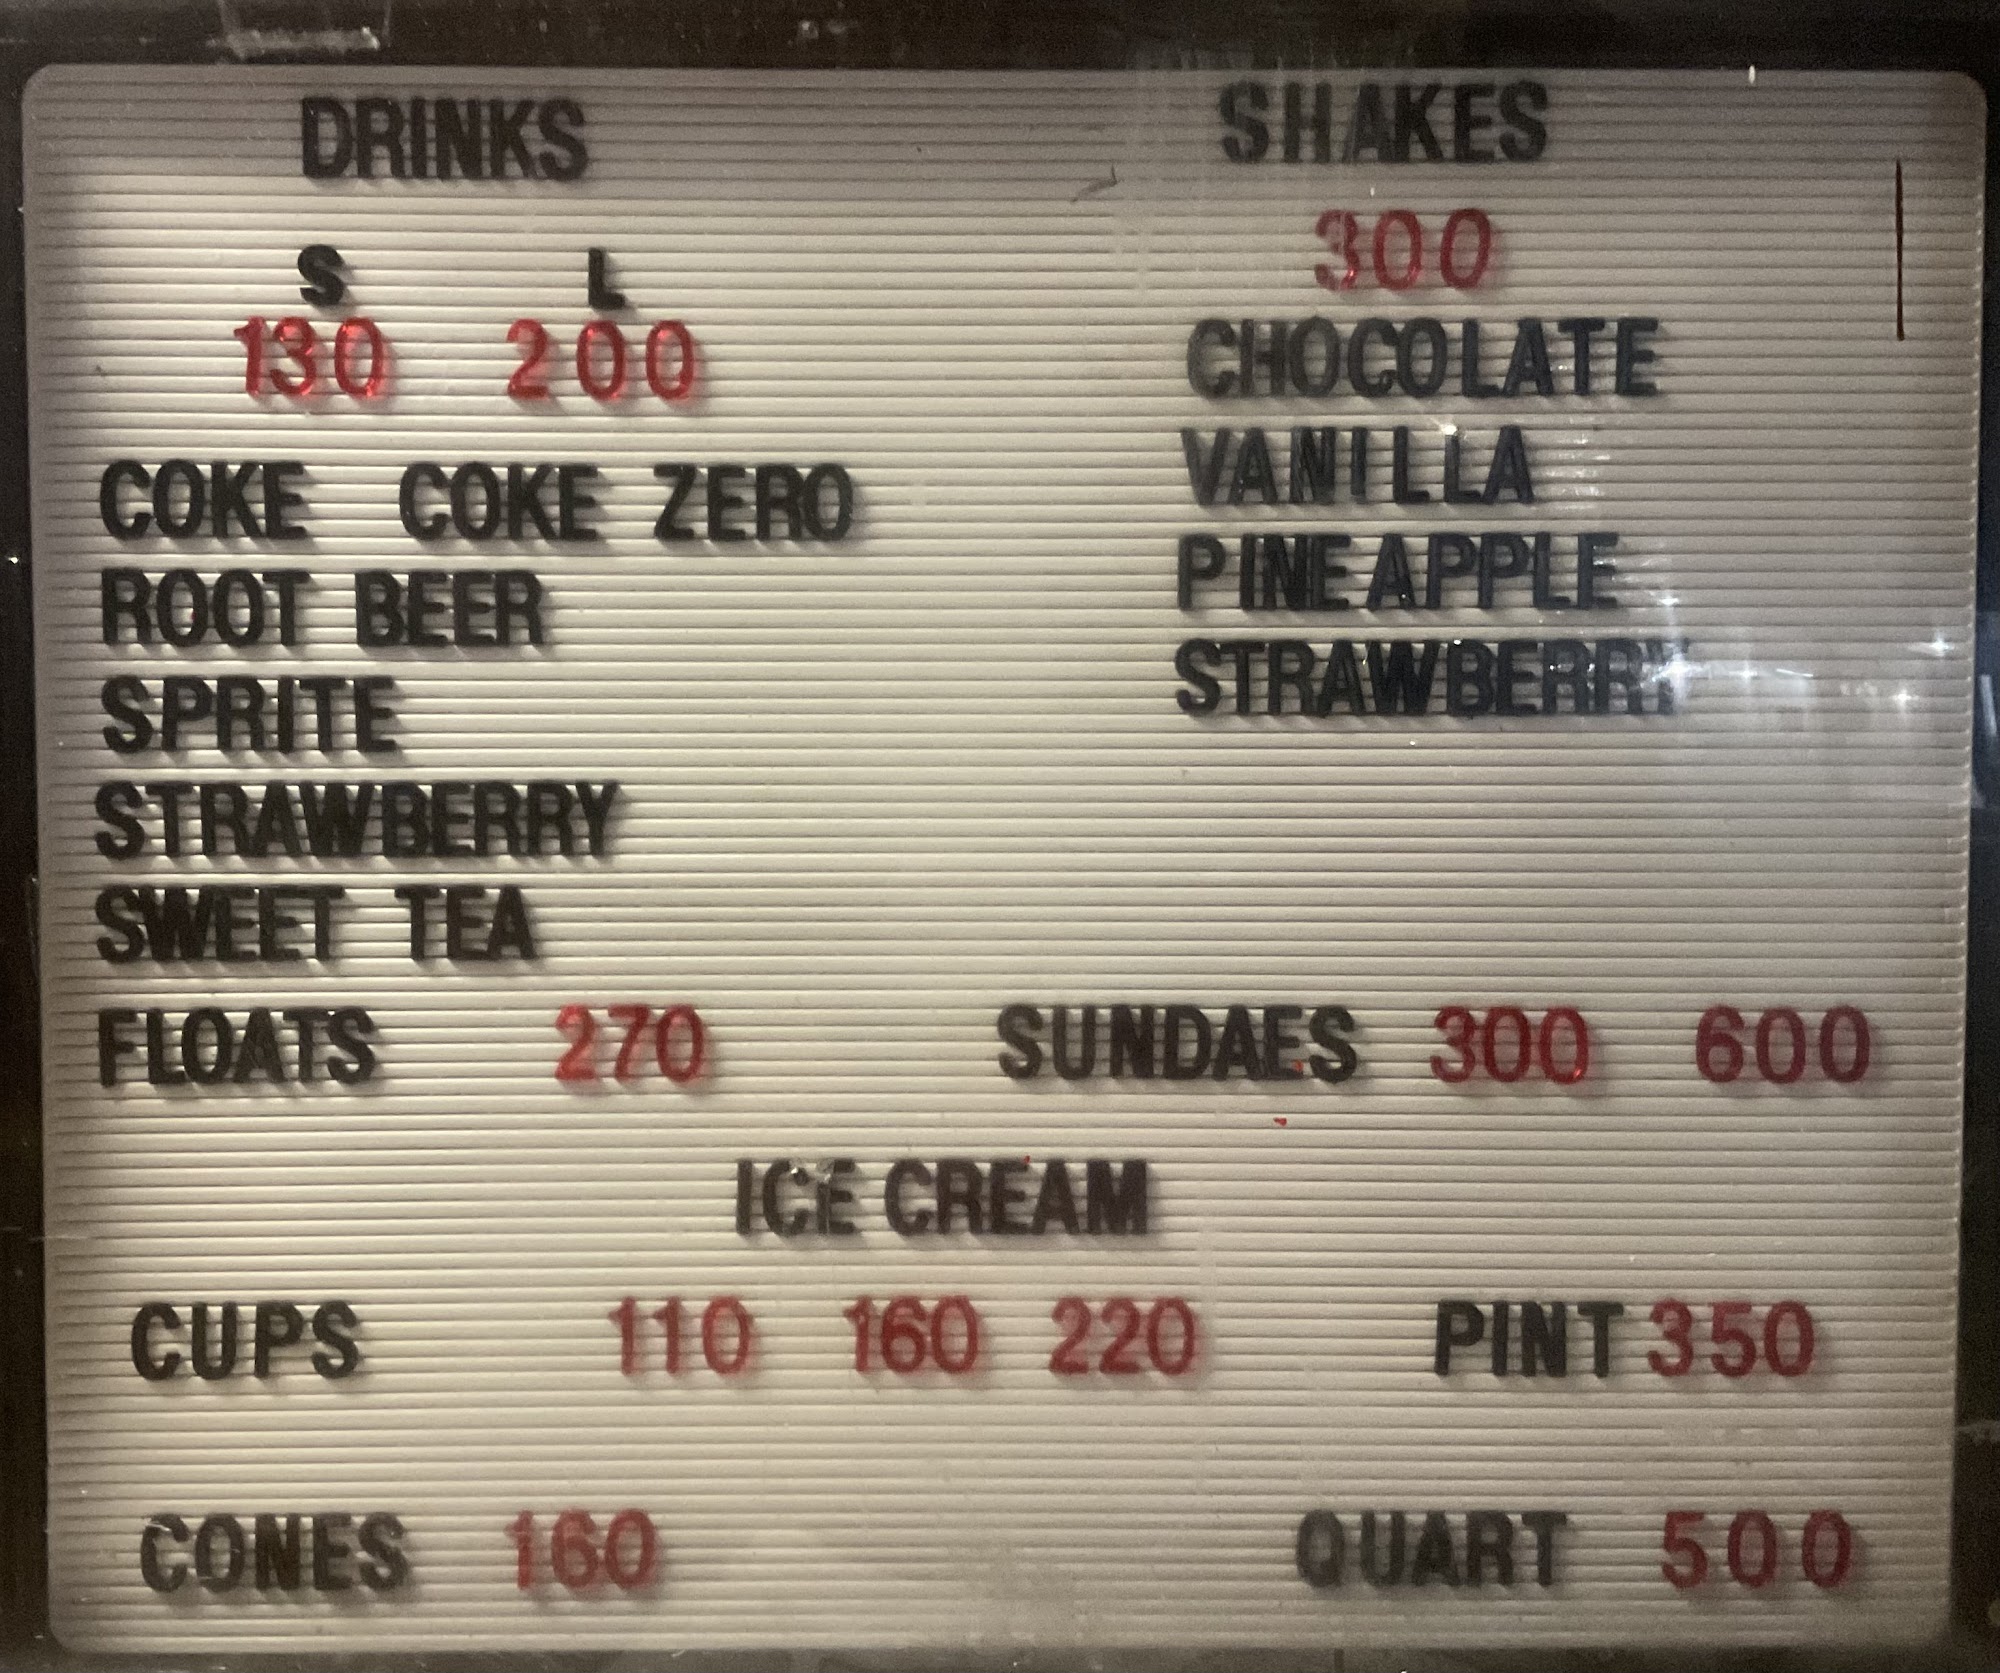 DRINKS
S L
130 200
COKE COKE ZERO
ROOT BEER
SPRITE
STRAWBERRY
SWEET TEA
SHAKES
300
CHOCOLATE
VANILLA
PINEAPPLE
STRAWBERRY
FLOATS 270
SUNDAES 300 600
ICE CREAM
CUPS 110 160 220
PINT 350
CONES 160
QUART 500